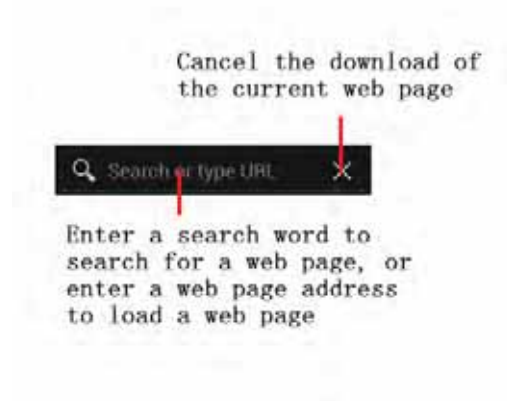 Cancel the download of
the current web page
Search or type URL
Enter a search word to
search for a web page, or
enter a web page address
to load a web page